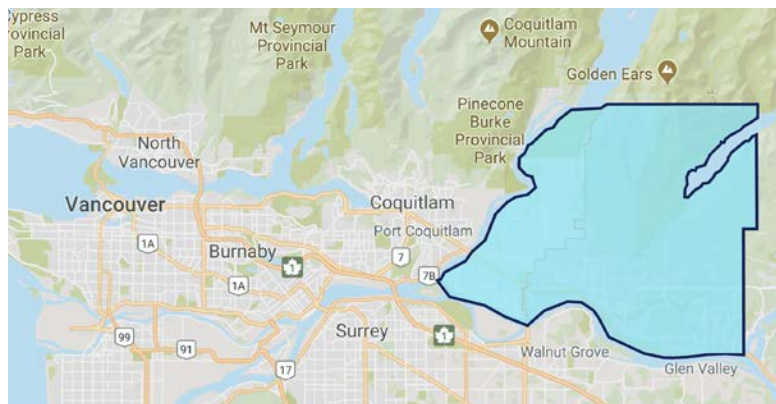 Cypress
Provincial
Park
Mt Seymour
Provincial
Park
Coquitlam
Mountain
Golden Ears
Pinecone
Burke
Provincial
Park
North
Vancouver
Vancouver
Coquitlam
Port Coquitlam
1A
Burnaby
1
7
7B
1A
99
91
Surrey
1
17
Walnut Grove
Glen Valley